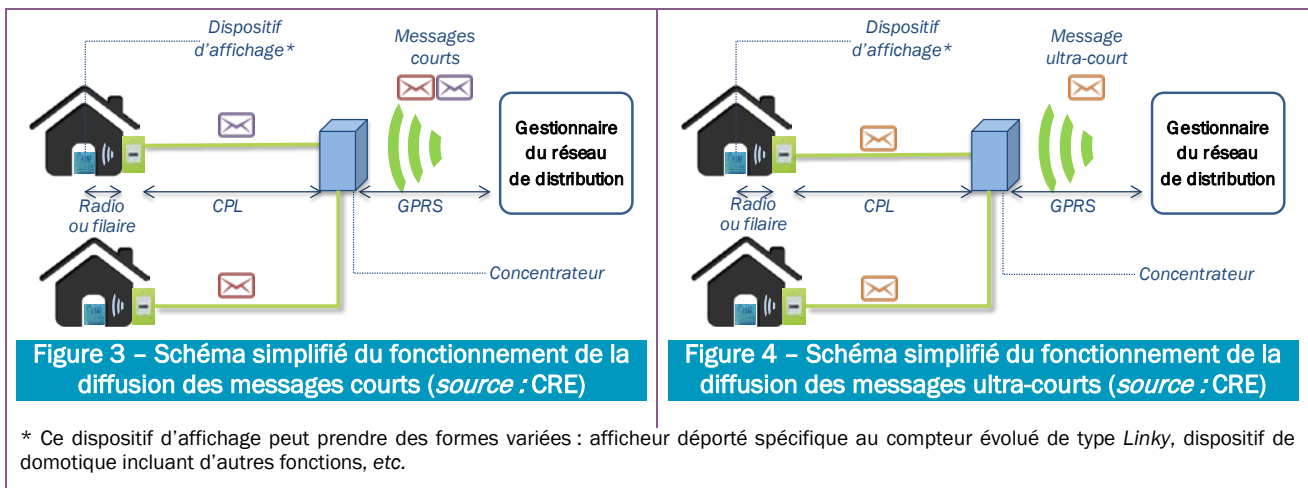 Dispositif
d'affichage*
Messages
courts
Gestionnaire
du réseau
de distribution
Radio
ou filaire
CPL
GPRS
Concentrateur
Figure 3 – Schéma simplifié du fonctionnement de la
diffusion des messages courts (source : CRE)
Dispositif
d'affichage*
Message
ultra-court
Gestionnaire
du réseau
de distribution
Radio
ou filaire
CPL
GPRS
Concentrateur
Figure 4 – Schéma simplifié du fonctionnement de la
diffusion des messages ultra-courts (source : CRE)
* Ce dispositif d'affichage peut prendre des formes variées : afficheur déporté spécifique au compteur évolué de type Linky, dispositif de
domotique incluant d'autres fonctions, etc.